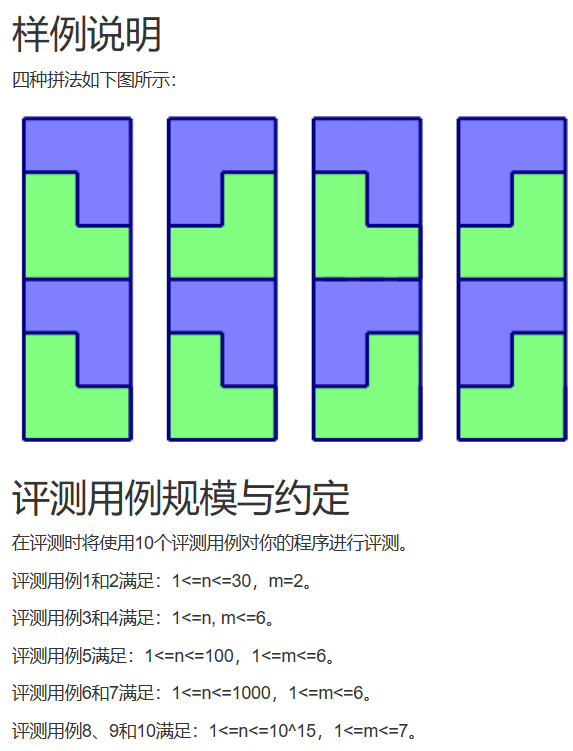 样例说明
四种拼法如下图所示：
评测用例规模与约定
在评测时将使用10个评测用例对你的程序进行评测。
评测用例1和2满足：1<=n<=30，m=2。
评测用例3和4满足：1<=n, m<=6。
评测用例5满足：1<=n<=100，1<=m<=6。
评测用例6和7满足：1<=n<=1000，1<=m<=6。
评测用例8、9和10满足：1<=n<=10^15，1<=m<=7。